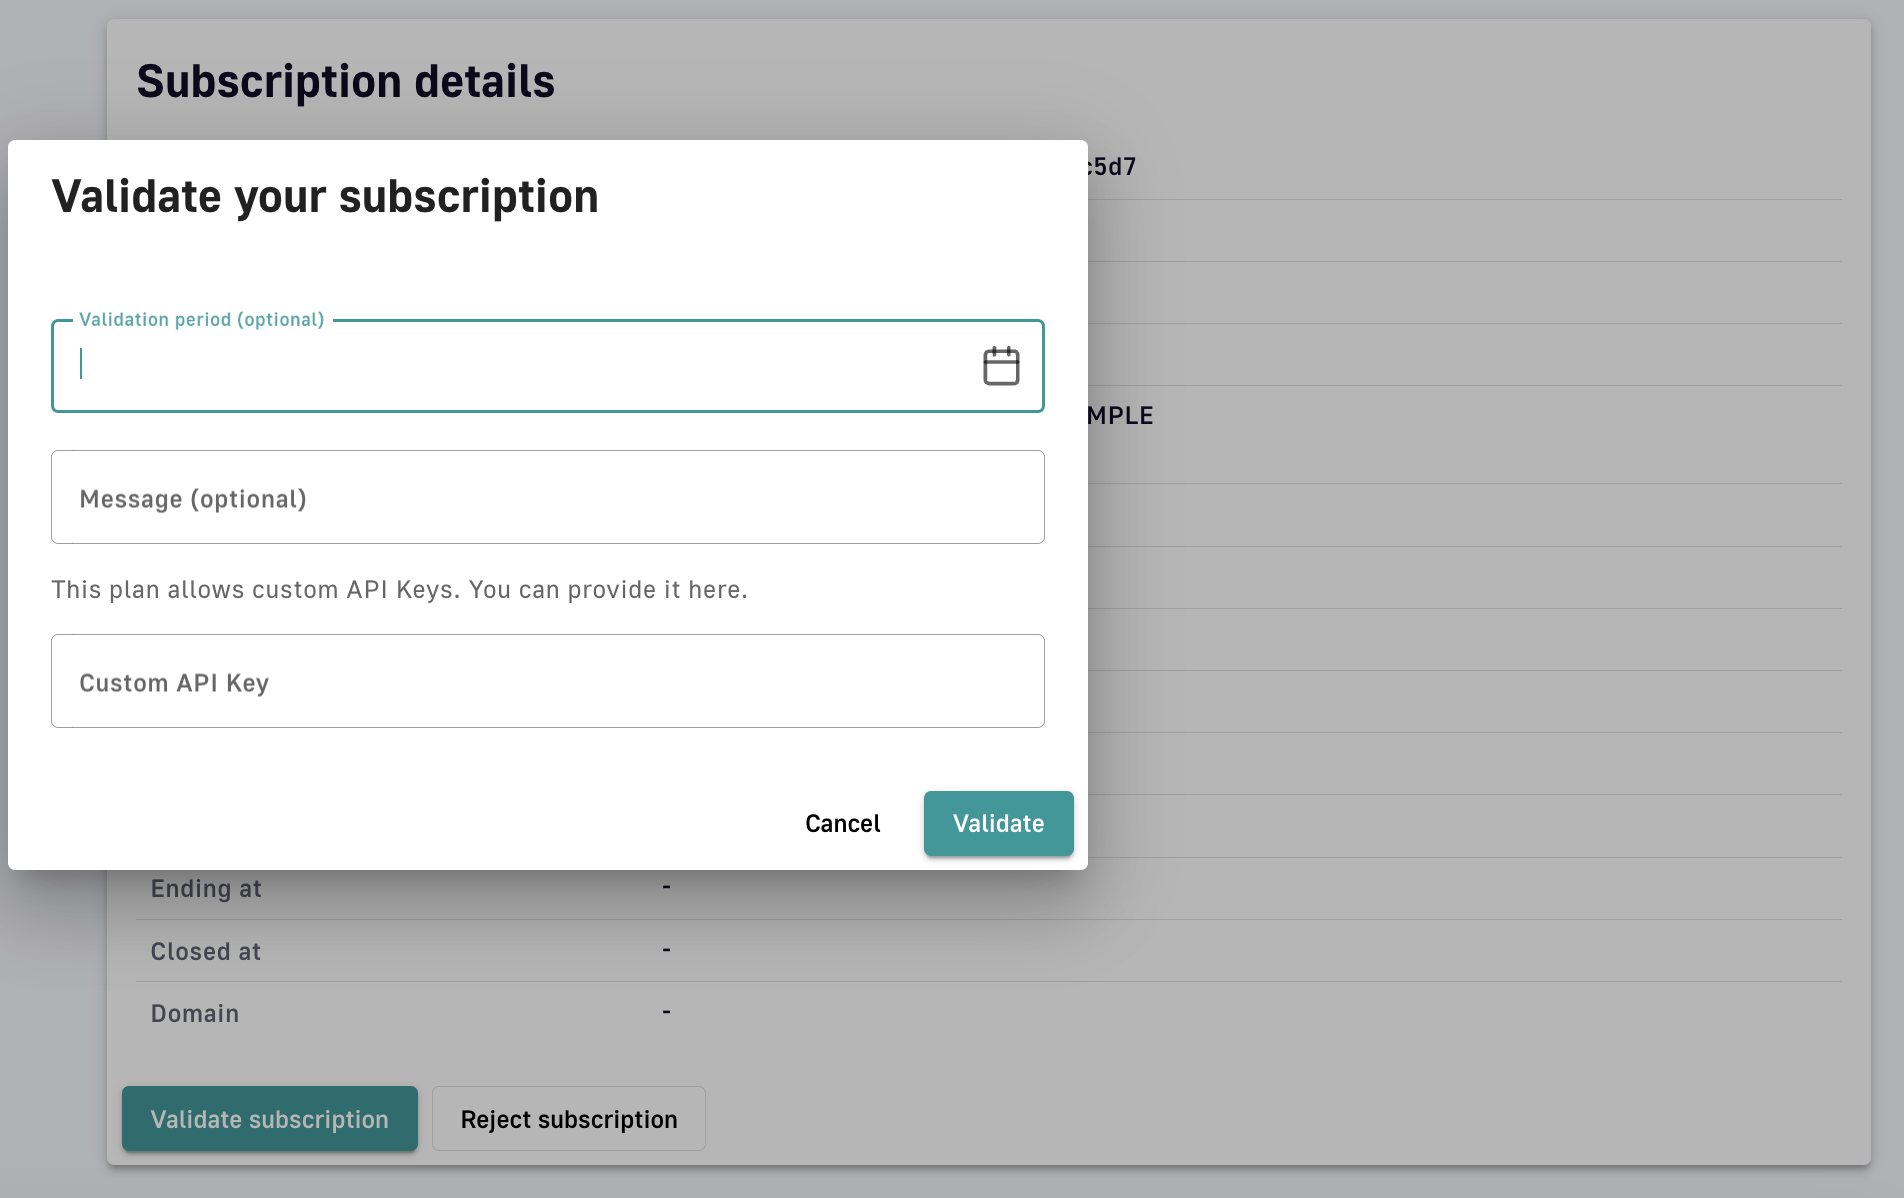 Subscription details
c5d7
Validate your subscription
Validation period (optional)
MPLE
Message (optional)
This plan allows custom API Keys. You can provide it here.
Custom API Key
Cancel
Validate
Ending at -
Closed at -
Domain -
Validate subscription
Reject subscription